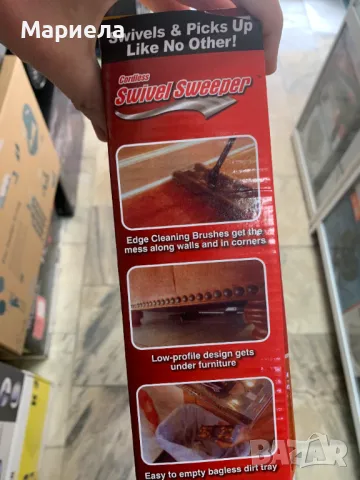 Мариела
Swivels & Picks Up
Like No Other!
Cordless
Swivel Sweeper
Edge Cleaning Brushes get the
mess along walls and in corners
Low-profile design gets
under furniture
Easy to empty bagless dirt tray
bazar